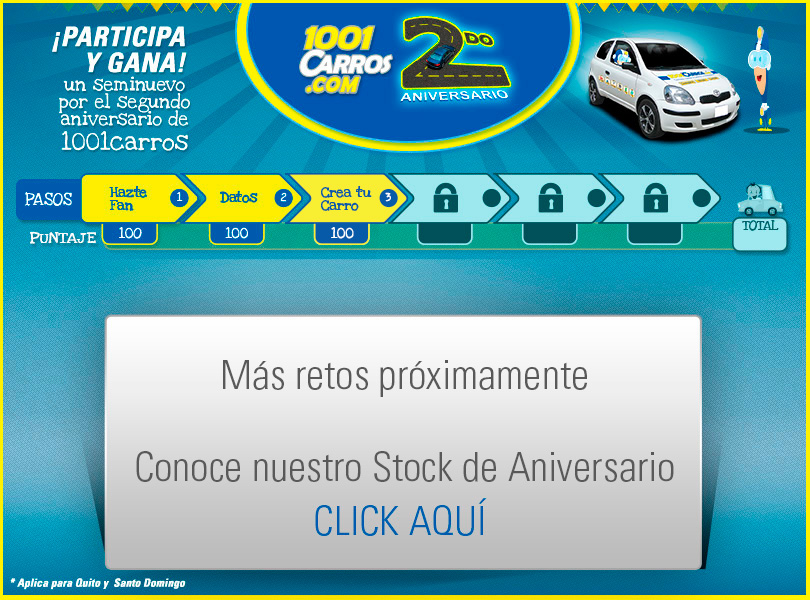 ¡PARTICIPA
Y GANA!
un seminuevo
por el segundo
aniversario de
1001carros
1001
CARROS
.COM
2DO
ANIVERSARIO
PASOS
Hazte
Fan
1
Datos
2
Crea tu
Carro
3
PUNTAJE
100
100
100
TOTAL
Más retos próximamente
Conoce nuestro Stock de Aniversario
CLICK AQUÍ
* Aplica para Quito y Santo Domingo